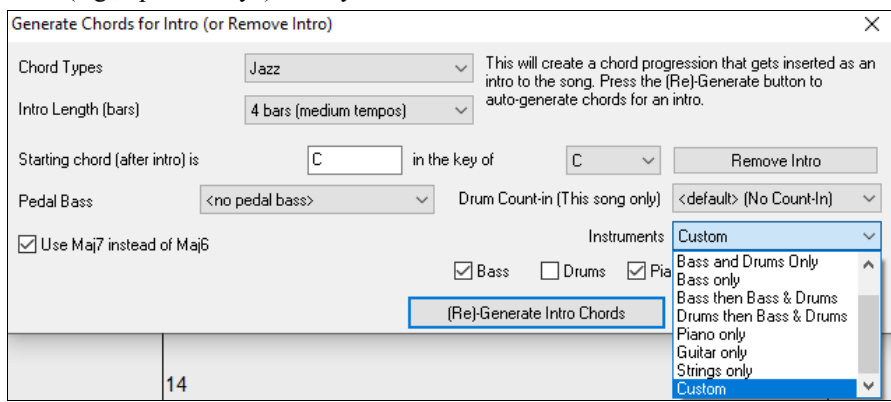 Generate Chords for Intro (or Remove Intro)
Chord Types
Jazz
This will create a chord progression that gets inserted as an
intro to the song. Press the (Re)-Generate button to
auto-generate chords for an intro.
Intro Length (bars)
4 bars (medium tempos)
Starting chord (after intro) is
C
in the key of
C
Remove Intro
Pedal Bass
<no pedal bass>
Drum Count-in (This song only)
<default> (No Count-In)
Use Maj7 instead of Maj6
Instruments
Custom
Bass
Drums
Pia
Bass and Drums Only
Bass only
Bass then Bass & Drums
Drums then Bass & Drums
Piano only
Guitar only
Strings only
Custom
(Re)-Generate Intro Chords
14